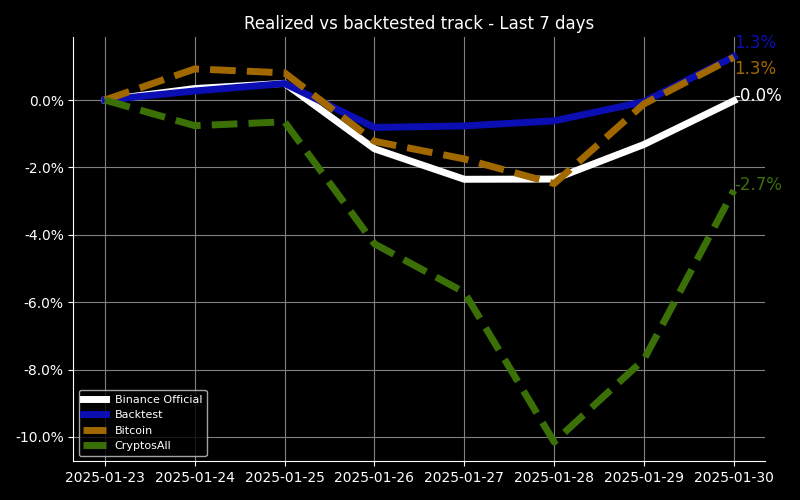 Realized vs backtested track - Last 7 days
1.3%
1.3%
-0.0%
-2.7%
0.0%
-2.0%
-4.0%
-6.0%
-8.0%
-10.0%
Binance Official
Backtest
Bitcoin
CryptosAll
2025-01-23 2025-01-24 2025-01-25 2025-01-26 2025-01-27 2025-01-28 2025-01-29 2025-01-30